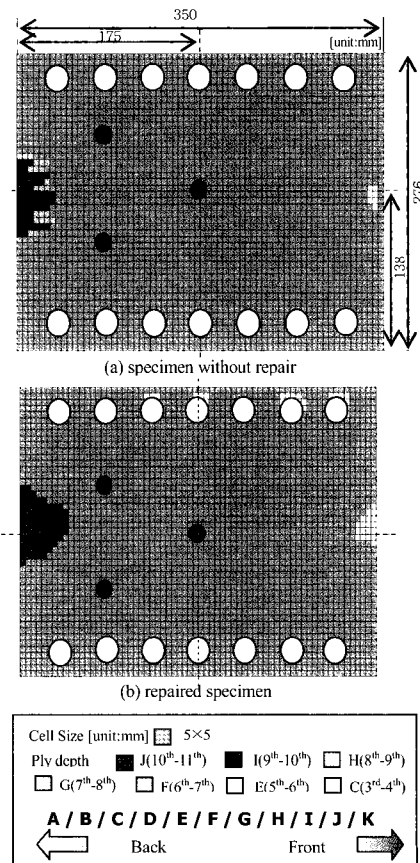 350
175
[unit:mm]
276
138
(a) specimen without repair
(b) repaired specimen
Cell Size [unit:mm] 5×5
Ply depth J(10th-11th) I(9th-10th) H(8th-9th)
G(7th-8th) F(6th-7th) E(5th-6th) C(3rd-4th)
A / B / C / D / E / F / G / H / I / J / K
Back Front